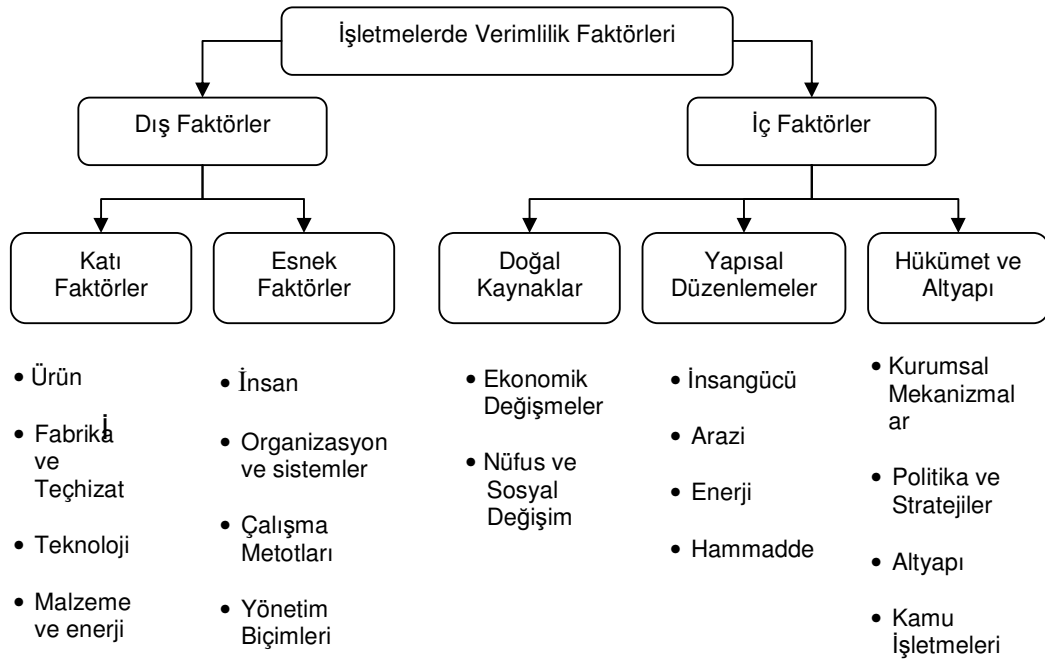 İşletmelerde Verimlilik Faktörleri
Dış Faktörler
İç Faktörler
Katı
Faktörler
Esnek
Faktörler
Doğal
Kaynaklar
Yapısal
Düzenlemeler
Hükümet ve
Altyapı
• Ürün
• Fabrika
ve
Teçhizat
• Teknoloji
• Malzeme
ve enerji
İ
• İnsan
• Organizasyon
ve sistemler
• Çalışma
Metotları
• Yönetim
Biçimleri
• Ekonomik
Değişmeler
• Nüfus ve
Sosyal
Değişim
• İnsangücü
• Arazi
• Enerji
• Hammadde
• Kurumsal
Mekanizmal
ar
• Politika ve
Stratejiler
• Altyapı
• Kamu
İşletmeleri